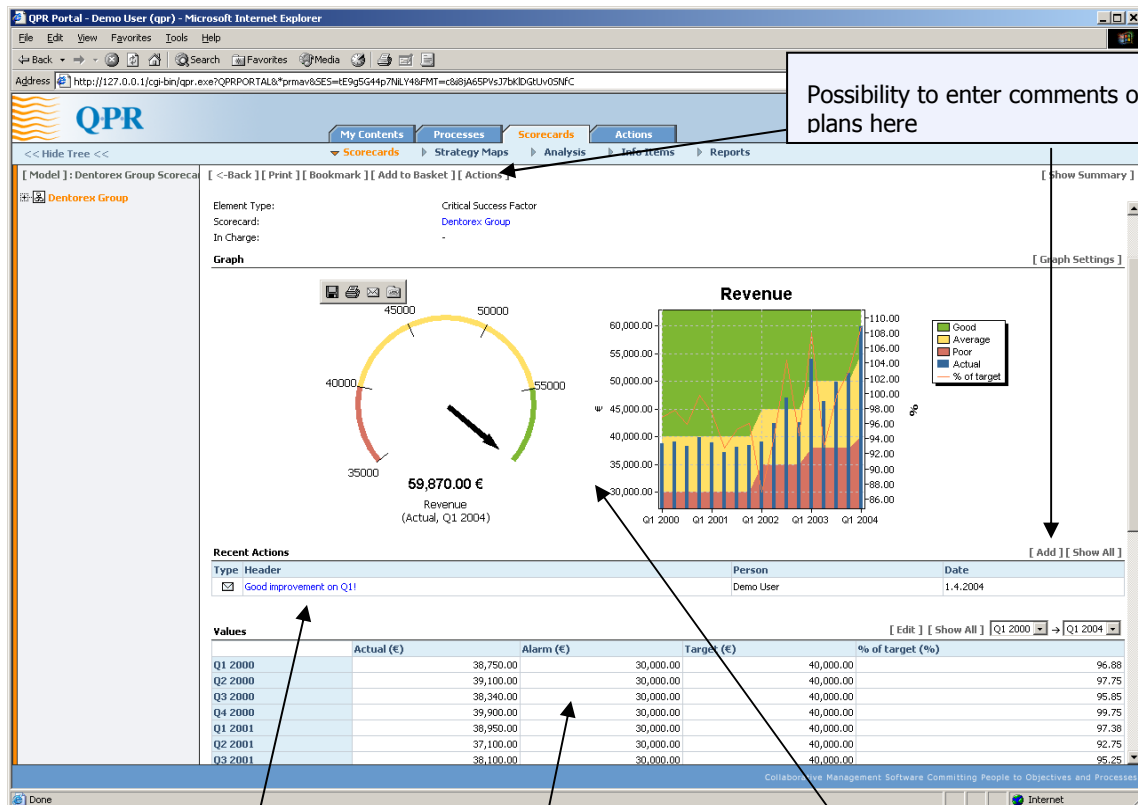 QPR Portal - Demo User (qpr) - Microsoft Internet Explorer
File Edit View Favorites Tools Help
Back Search Favorites Media
Address http://127.0.0.1/cgi-bin/qpr.exe?QPRPORTAL&*prmav&SES=tE9g5G44p7NiLY4&FMT=c&i8jA65PVsJ7bklDGtUv05NfC
Possibility to enter comments o
plans here
QPR
My Contents Processes Scorecards Actions
<< Hide Tree << Scorecards Strategy Maps Analysis Info Items Reports
[ Model ] : Dentorex Group Scoreca [ <-Back ] [ Print ] [ Bookmark ] [ Add to Basket ] [ Actions ] [ Show Summary ]
Dentorex Group
Element Type: Critical Success Factor
Scorecard: Dentorex Group
In Charge: -
Graph [ Graph Settings ]
Revenue
45000 50000
40000 55000
35000
59,870.00 €
Revenue
(Actual, Q1 2004)
60,000.00
55,000.00
50,000.00
45,000.00
40,000.00
35,000.00
30,000.00
€
110.00
108.00
106.00
104.00
102.00
100.00
98.00
96.00
94.00
92.00
90.00
88.00
86.00
%
Q1 2000 Q1 2001 Q1 2002 Q1 2003 Q1 2004
Good
Average
Poor
Actual
% of target
Recent Actions [ Add ] [ Show All ]
Type Header Person Date
Good improvement on Q1! Demo User 1.4.2004
Values [ Edit ] [ Show All ] Q1 2000 → Q1 2004
Actual (€) Alarm (€) Target (€) % of target (%)
Q1 2000 38,750.00 30,000.00 40,000.00 96.88
Q2 2000 39,100.00 30,000.00 40,000.00 97.75
Q3 2000 38,340.00 30,000.00 40,000.00 95.85
Q4 2000 39,900.00 30,000.00 40,000.00 99.75
Q1 2001 38,950.00 30,000.00 40,000.00 97.38
Q2 2001 37,100.00 30,000.00 40,000.00 92.75
Q3 2001 38,100.00 30,000.00 40,000.00 95.25
Collaborative Management Software Committing People to Objectives and Processes
Done Internet